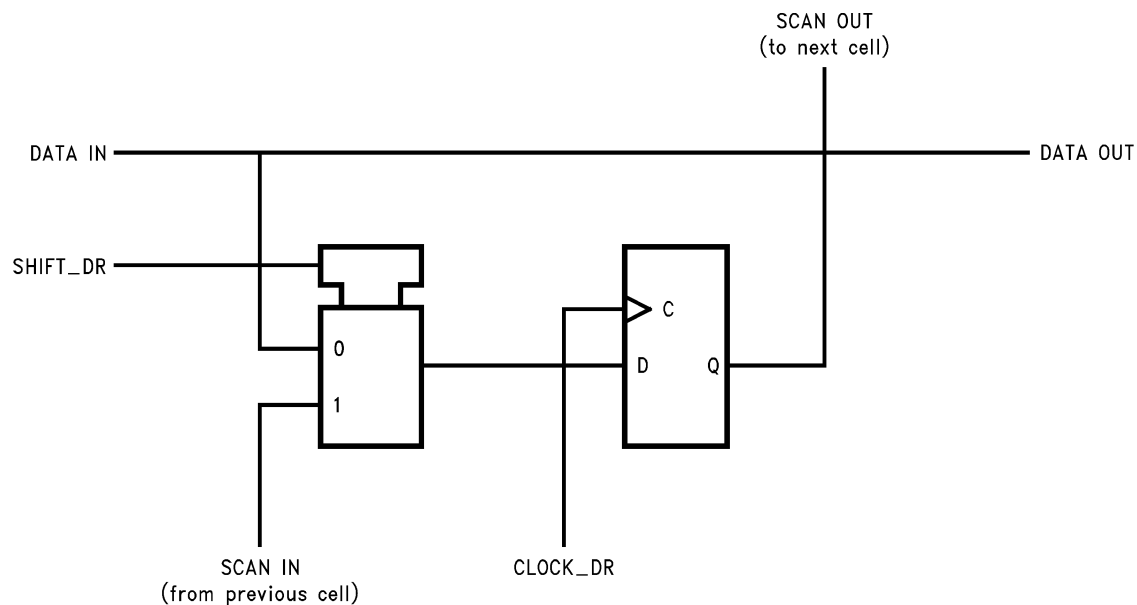 SCAN OUT
(to next cell)
DATA IN
DATA OUT
SHIFT_DR
C
0
D
Q
1
SCAN IN
(from previous cell)
CLOCK_DR